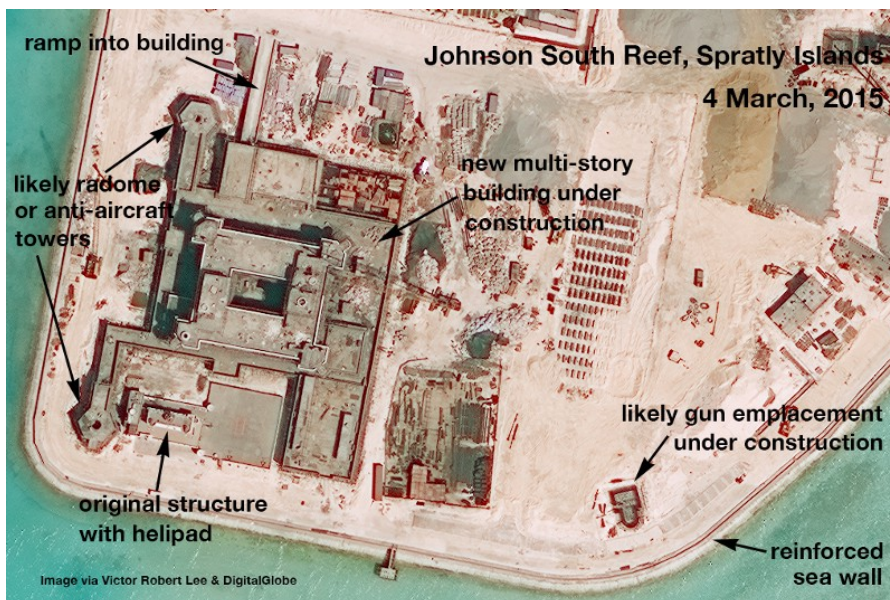 ramp into building
Johnson South Reef, Spratly Islands
4 March, 2015
likely radome
or anti-aircraft
towers
new multi-story
building under
construction
likely gun emplacement
under construction
original structure
with helipad
reinforced
sea wall
Image via Victor Robert Lee & DigitalGlobe